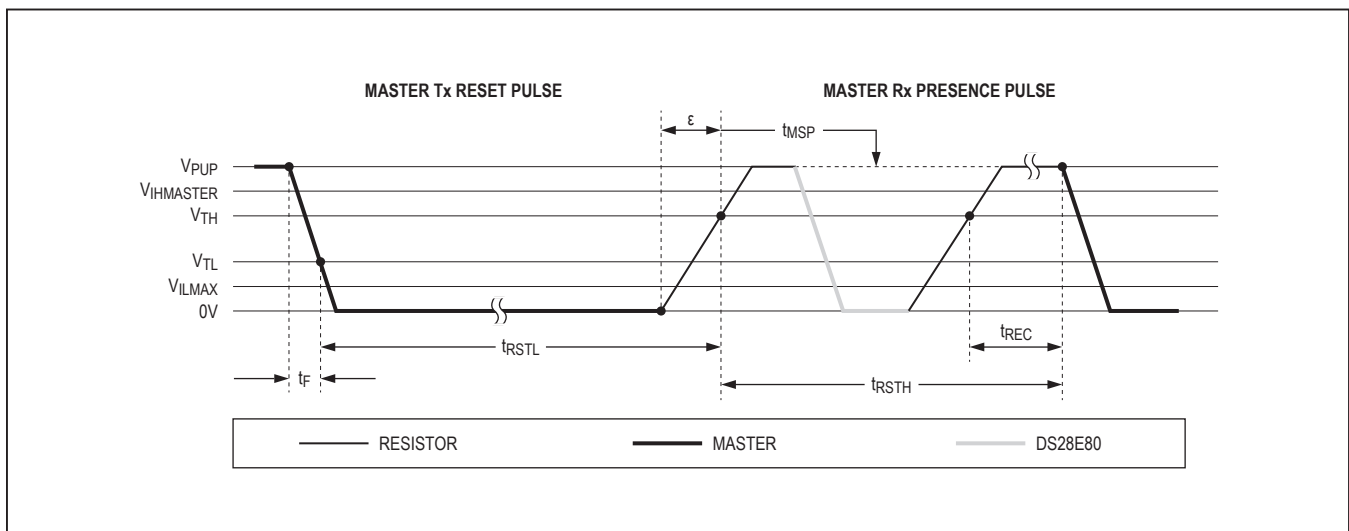 MASTER Tx RESET PULSE
MASTER Rx PRESENCE PULSE
ε
tMSP
VPUP
VIHMASTER
VTH
VTL
VILMAX
0V
tRSTL
tREC
tF
tRSTH
RESISTOR
MASTER
DS28E80